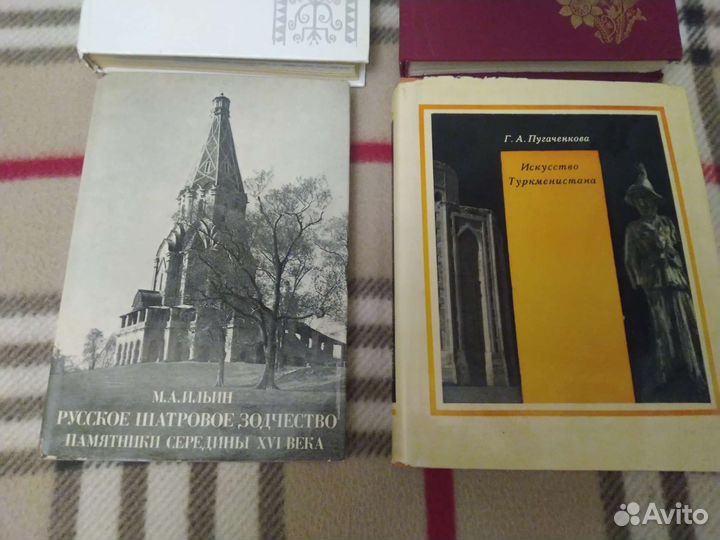 М.А.ИЛЬИН
РУССКОЕ ШАТРОВОЕ ЗОДЧЕСТВО
ПАМЯТНИКИ СЕРЕДИНЫ XVI ВЕКА
Г. А. Пугаченкова
Искусство
Туркменистана
Avito